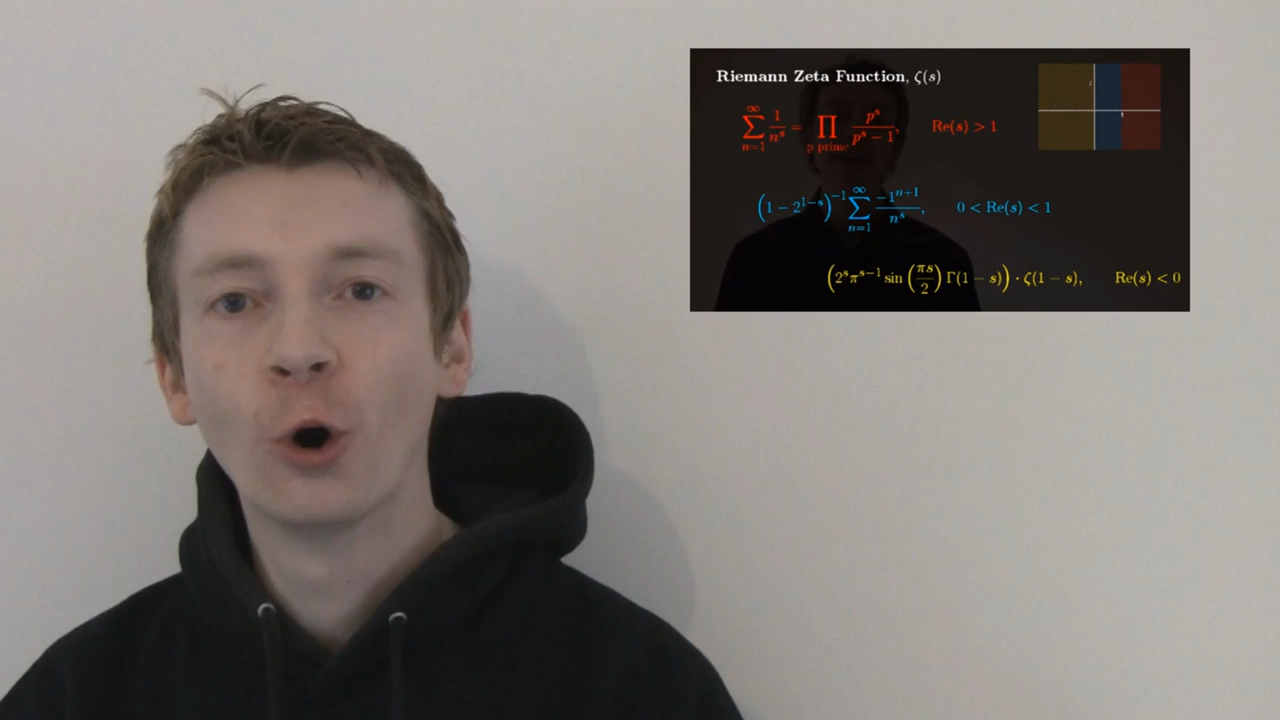 Riemann Zeta Function, ζ(s)
∞ ∑ n=1 1/n^s = ∏ p prime p^s/(p^s − 1), Re(s) > 1
(1 − 2^{1−s})^{−1} ∞ ∑ n=1 −1^{n+1}/n^s, 0 < Re(s) < 1
(2^s π^{s−1} sin (πs/2) Γ(1 − s)) · ζ(1 − s), Re(s) < 0